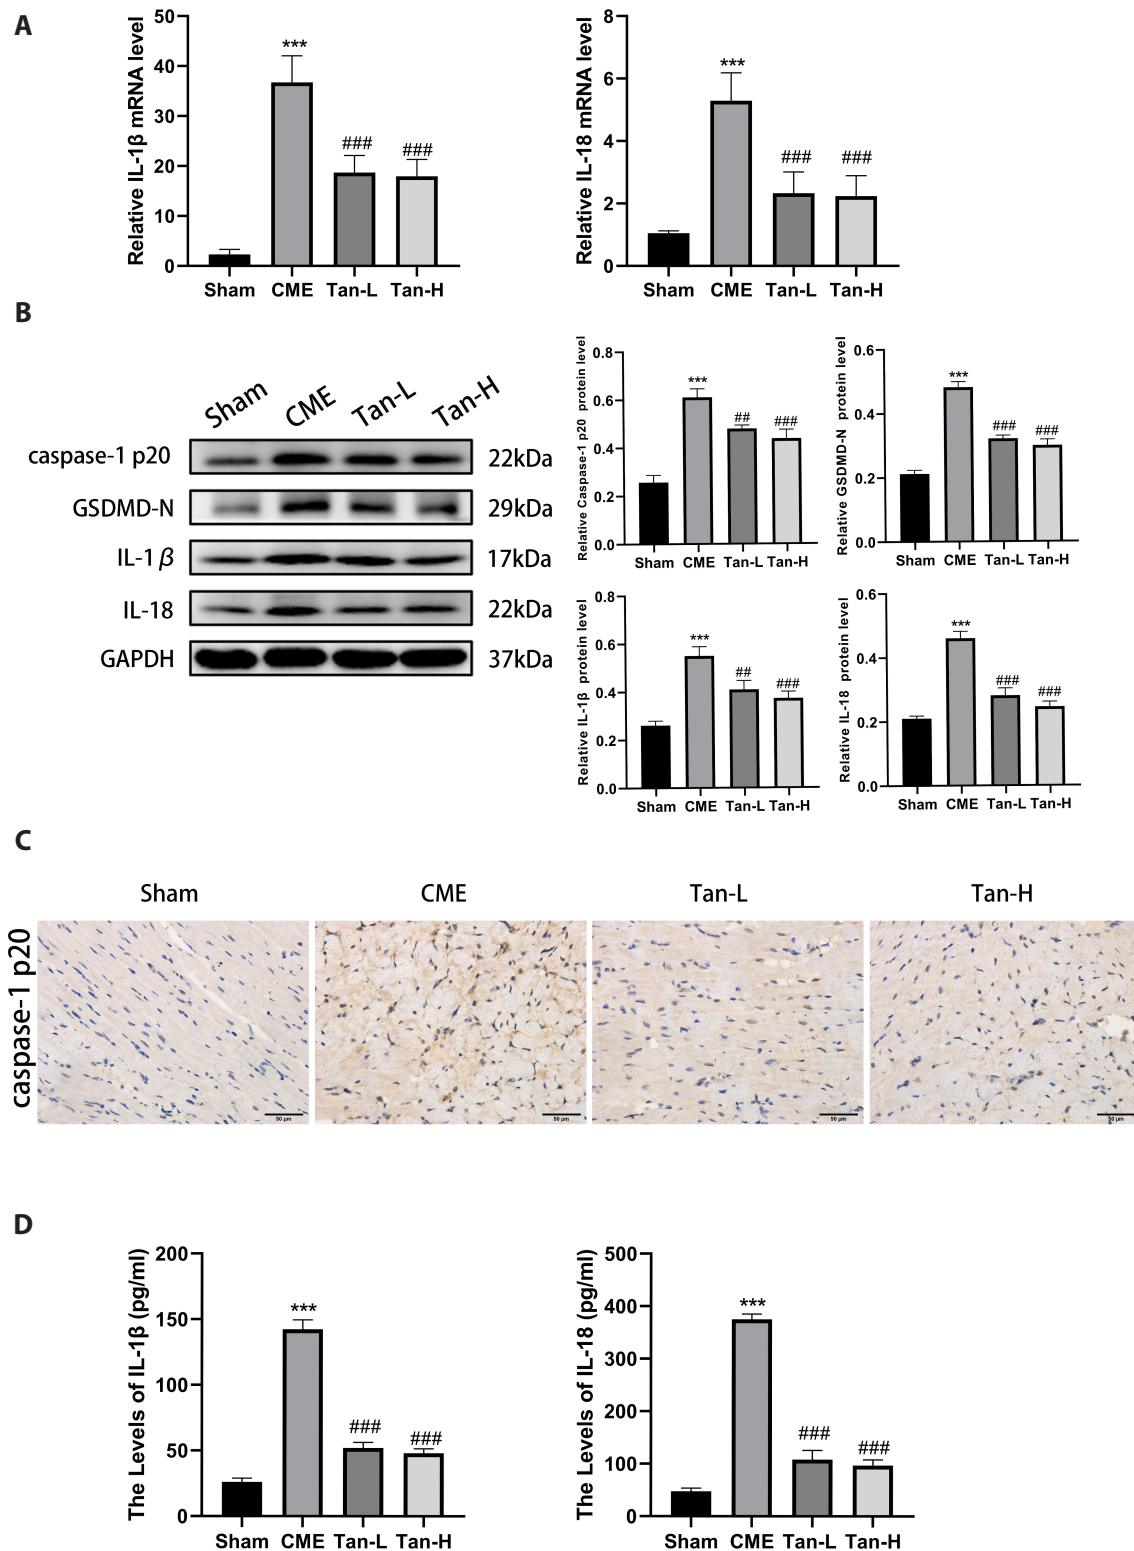 A
Relative IL-1β mRNA level
50
40
30
20
10
0
***
###
###
Sham CME Tan-L Tan-H
Relative IL-18 mRNA level
8
6
4
2
0
***
###
###
Sham CME Tan-L Tan-H
B
Sham CME Tan-L Tan-H
caspase-1 p20 22kDa
GSDMD-N 29kDa
IL-1β 17kDa
IL-18 22kDa
GAPDH 37kDa
Relative Caspase-1 p20 protein level
0.8
0.6
0.4
0.2
0.0
***
##
###
Sham CME Tan-L Tan-H
Relative GSDMD-N protein level
0.6
0.4
0.2
0.0
***
###
###
Sham CME Tan-L Tan-H
Relative IL-1β protein level
0.8
0.6
0.4
0.2
0.0
***
##
###
Sham CME Tan-L Tan-H
Relative IL-18 protein level
0.6
0.4
0.2
0.0
***
###
###
Sham CME Tan-L Tan-H
C
Sham CME Tan-L Tan-H
caspase-1 p20
50 μm
50 μm
50 μm
50 μm
D
The Levels of IL-1β (pg/ml)
200
150
100
50
0
***
###
###
Sham CME Tan-L Tan-H
The Levels of IL-18 (pg/ml)
500
400
300
200
100
0
***
###
###
Sham CME Tan-L Tan-H